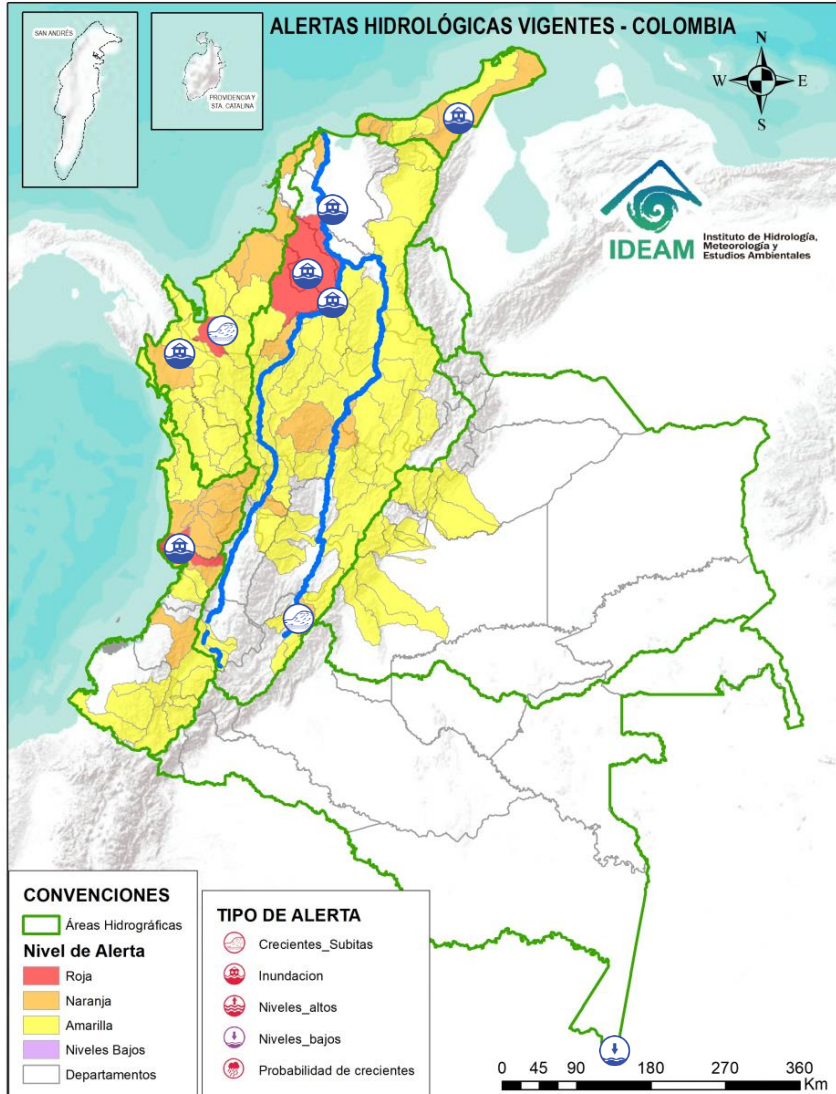 ALERTAS HIDROLÓGICAS VIGENTES - COLOMBIA
SAN ANDRÉS
PROVIDENCIA Y
STA. CATALINA
N
W
E
S
IDEAM
Instituto de Hidrología,
Meteorología y
Estudios Ambientales
CONVENCIONES
Áreas Hidrográficas
Nivel de Alerta
Roja
Naranja
Amarilla
Niveles Bajos
Departamentos
TIPO DE ALERTA
Crecientes_Subitas
Inundacion
Niveles_altos
Niveles_bajos
Probabilidad de crecientes
0 45 90 180 270 360
Km